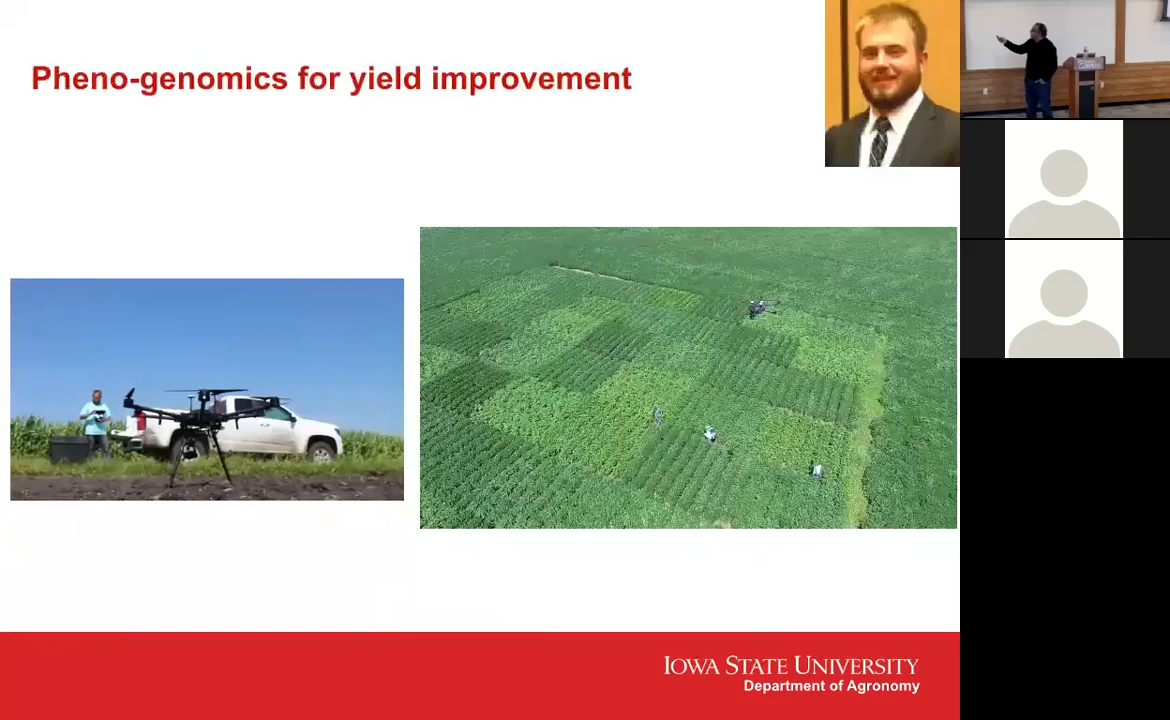 Pheno-genomics for yield improvement
IOWA STATE UNIVERSITY
Department of Agronomy